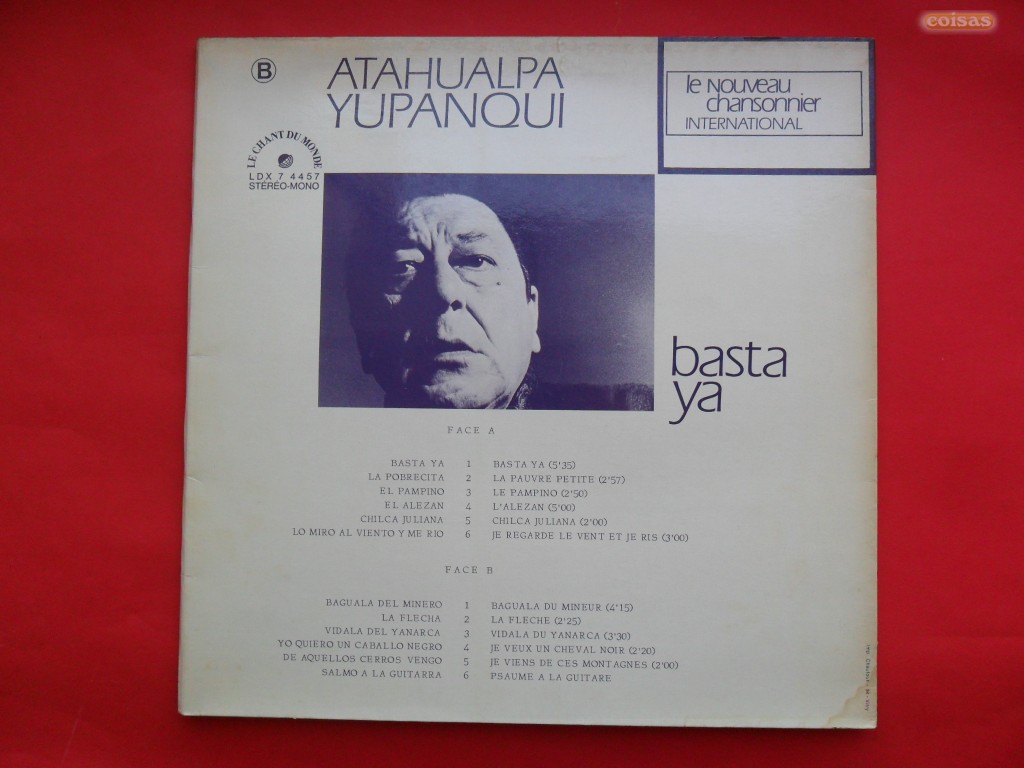 coisas
B
ATAHUALPA
YUPANQUI
le nouveau
chansonnier
INTERNATIONAL
LE CHANT DU MONDE
LDX 7 4457
STÉRÉO-MONO
basta
ya
FACE A
BASTA YA 1 BASTA YA (5'35)
LA POBRECITA 2 LA PAUVRE PETITE (2'57)
EL PAMPINO 3 LE PAMPINO (2'50)
EL ALEZAN 4 L'ALEZAN (5'00)
CHILCA JULIANA 5 CHILCA JULIANA (2'00)
LO MIRO AL VIENTO Y ME RIO 6 JE REGARDE LE VENT ET JE RIS (3'00)
FACE B
BAGUALA DEL MINERO 1 BAGUALA DU MINEUR (4'15)
LA FLECHA 2 LA FLECHE (2'25)
VIDALA DEL YANARCA 3 VIDALA DU YANARCA (3'30)
YO QUIERO UN CABALLO NEGRO 4 JE VEUX UN CHEVAL NOIR (2'20)
DE AQUELLOS CERROS VENGO 5 JE VIENS DE CES MONTAGNES (2'00)
SALMO A LA GUITARRA 6 PSAUME A LA GUITARE